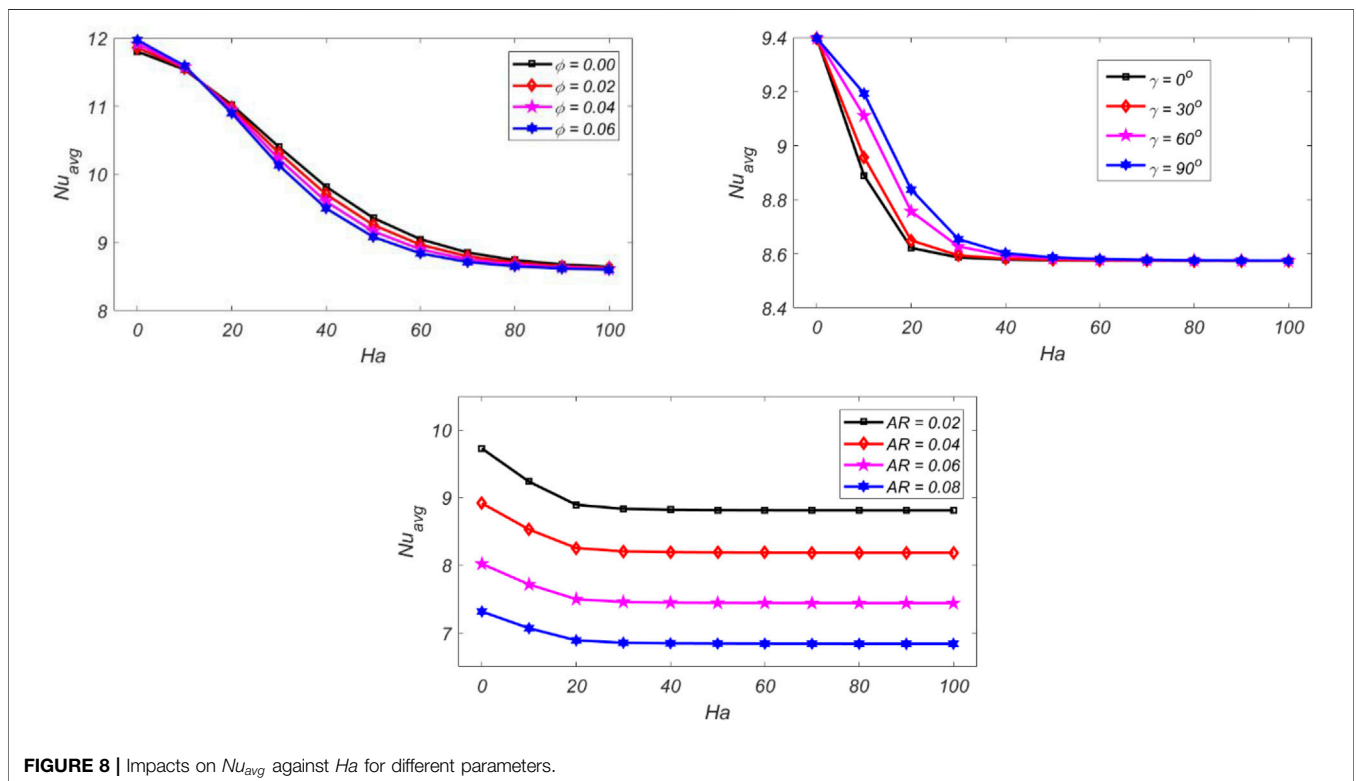 12
11
10
9
8
Nu_avg
0 20 40 60 80 100
Ha
ϕ = 0.00
ϕ = 0.02
ϕ = 0.04
ϕ = 0.06
9.4
9.2
9
8.8
8.6
8.4
Nu_avg
0 20 40 60 80 100
Ha
γ = 0°
γ = 30°
γ = 60°
γ = 90°
10
9
8
7
Nu_avg
0 20 40 60 80 100
Ha
AR = 0.02
AR = 0.04
AR = 0.06
AR = 0.08
FIGURE 8 | Impacts on Nu_avg against Ha for different parameters.